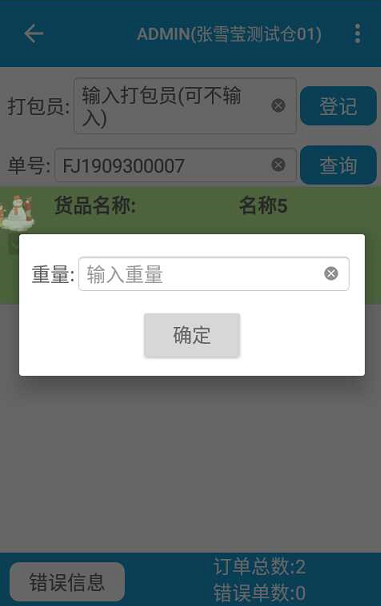 ADMIN(张雪莹测试仓01)
打包员: 输入打包员(可不输
入) 登记
单号: FJ1909300007 查询
货品名称: 名称5
重量: 输入重量
确定
错误信息 订单总数:2
错误单数:0